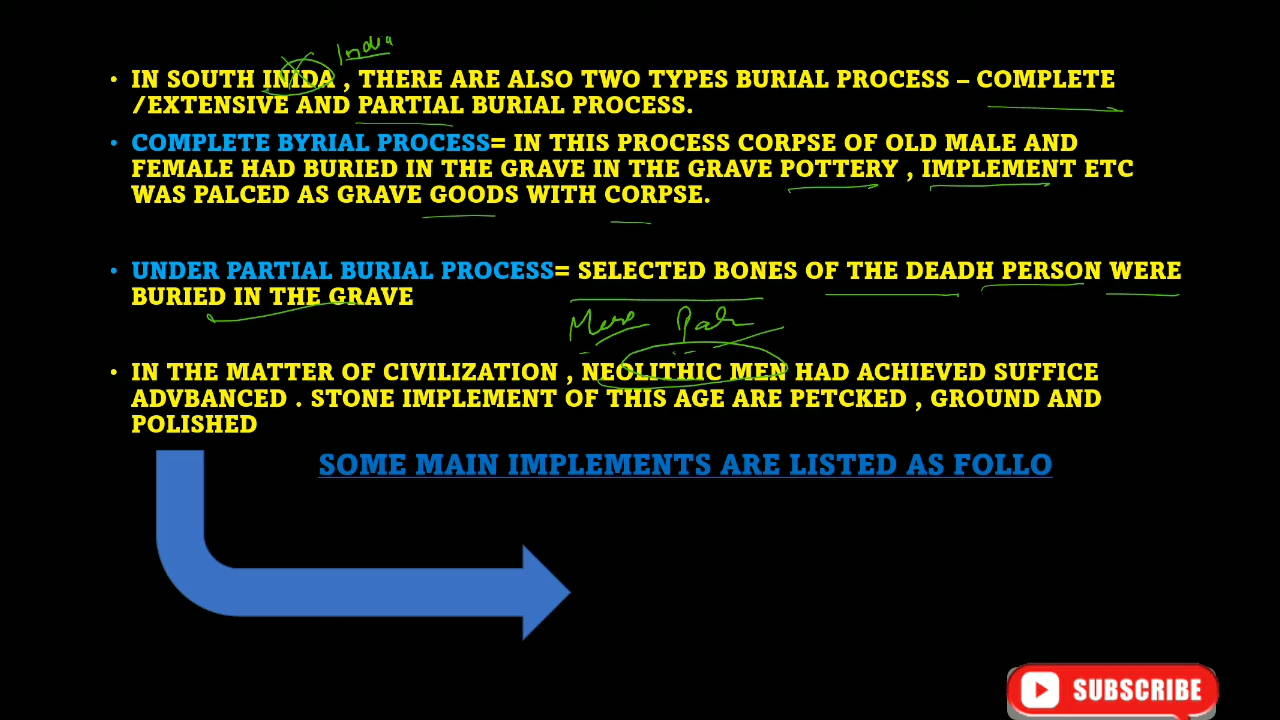 India
• IN SOUTH INIDA , THERE ARE ALSO TWO TYPES BURIAL PROCESS – COMPLETE
/EXTENSIVE AND PARTIAL BURIAL PROCESS.
• COMPLETE BYRIAL PROCESS= IN THIS PROCESS CORPSE OF OLD MALE AND
FEMALE HAD BURIED IN THE GRAVE IN THE GRAVE POTTERY , IMPLEMENT ETC
WAS PALCED AS GRAVE GOODS WITH CORPSE.
• UNDER PARTIAL BURIAL PROCESS= SELECTED BONES OF THE DEADH PERSON WERE
BURIED IN THE GRAVE
• IN THE MATTER OF CIVILIZATION , NEOLITHIC MEN HAD ACHIEVED SUFFICE
ADVBANCED . STONE IMPLEMENT OF THIS AGE ARE PETCKED , GROUND AND
POLISHED
SOME MAIN IMPLEMENTS ARE LISTED AS FOLLO
SUBSCRIBE